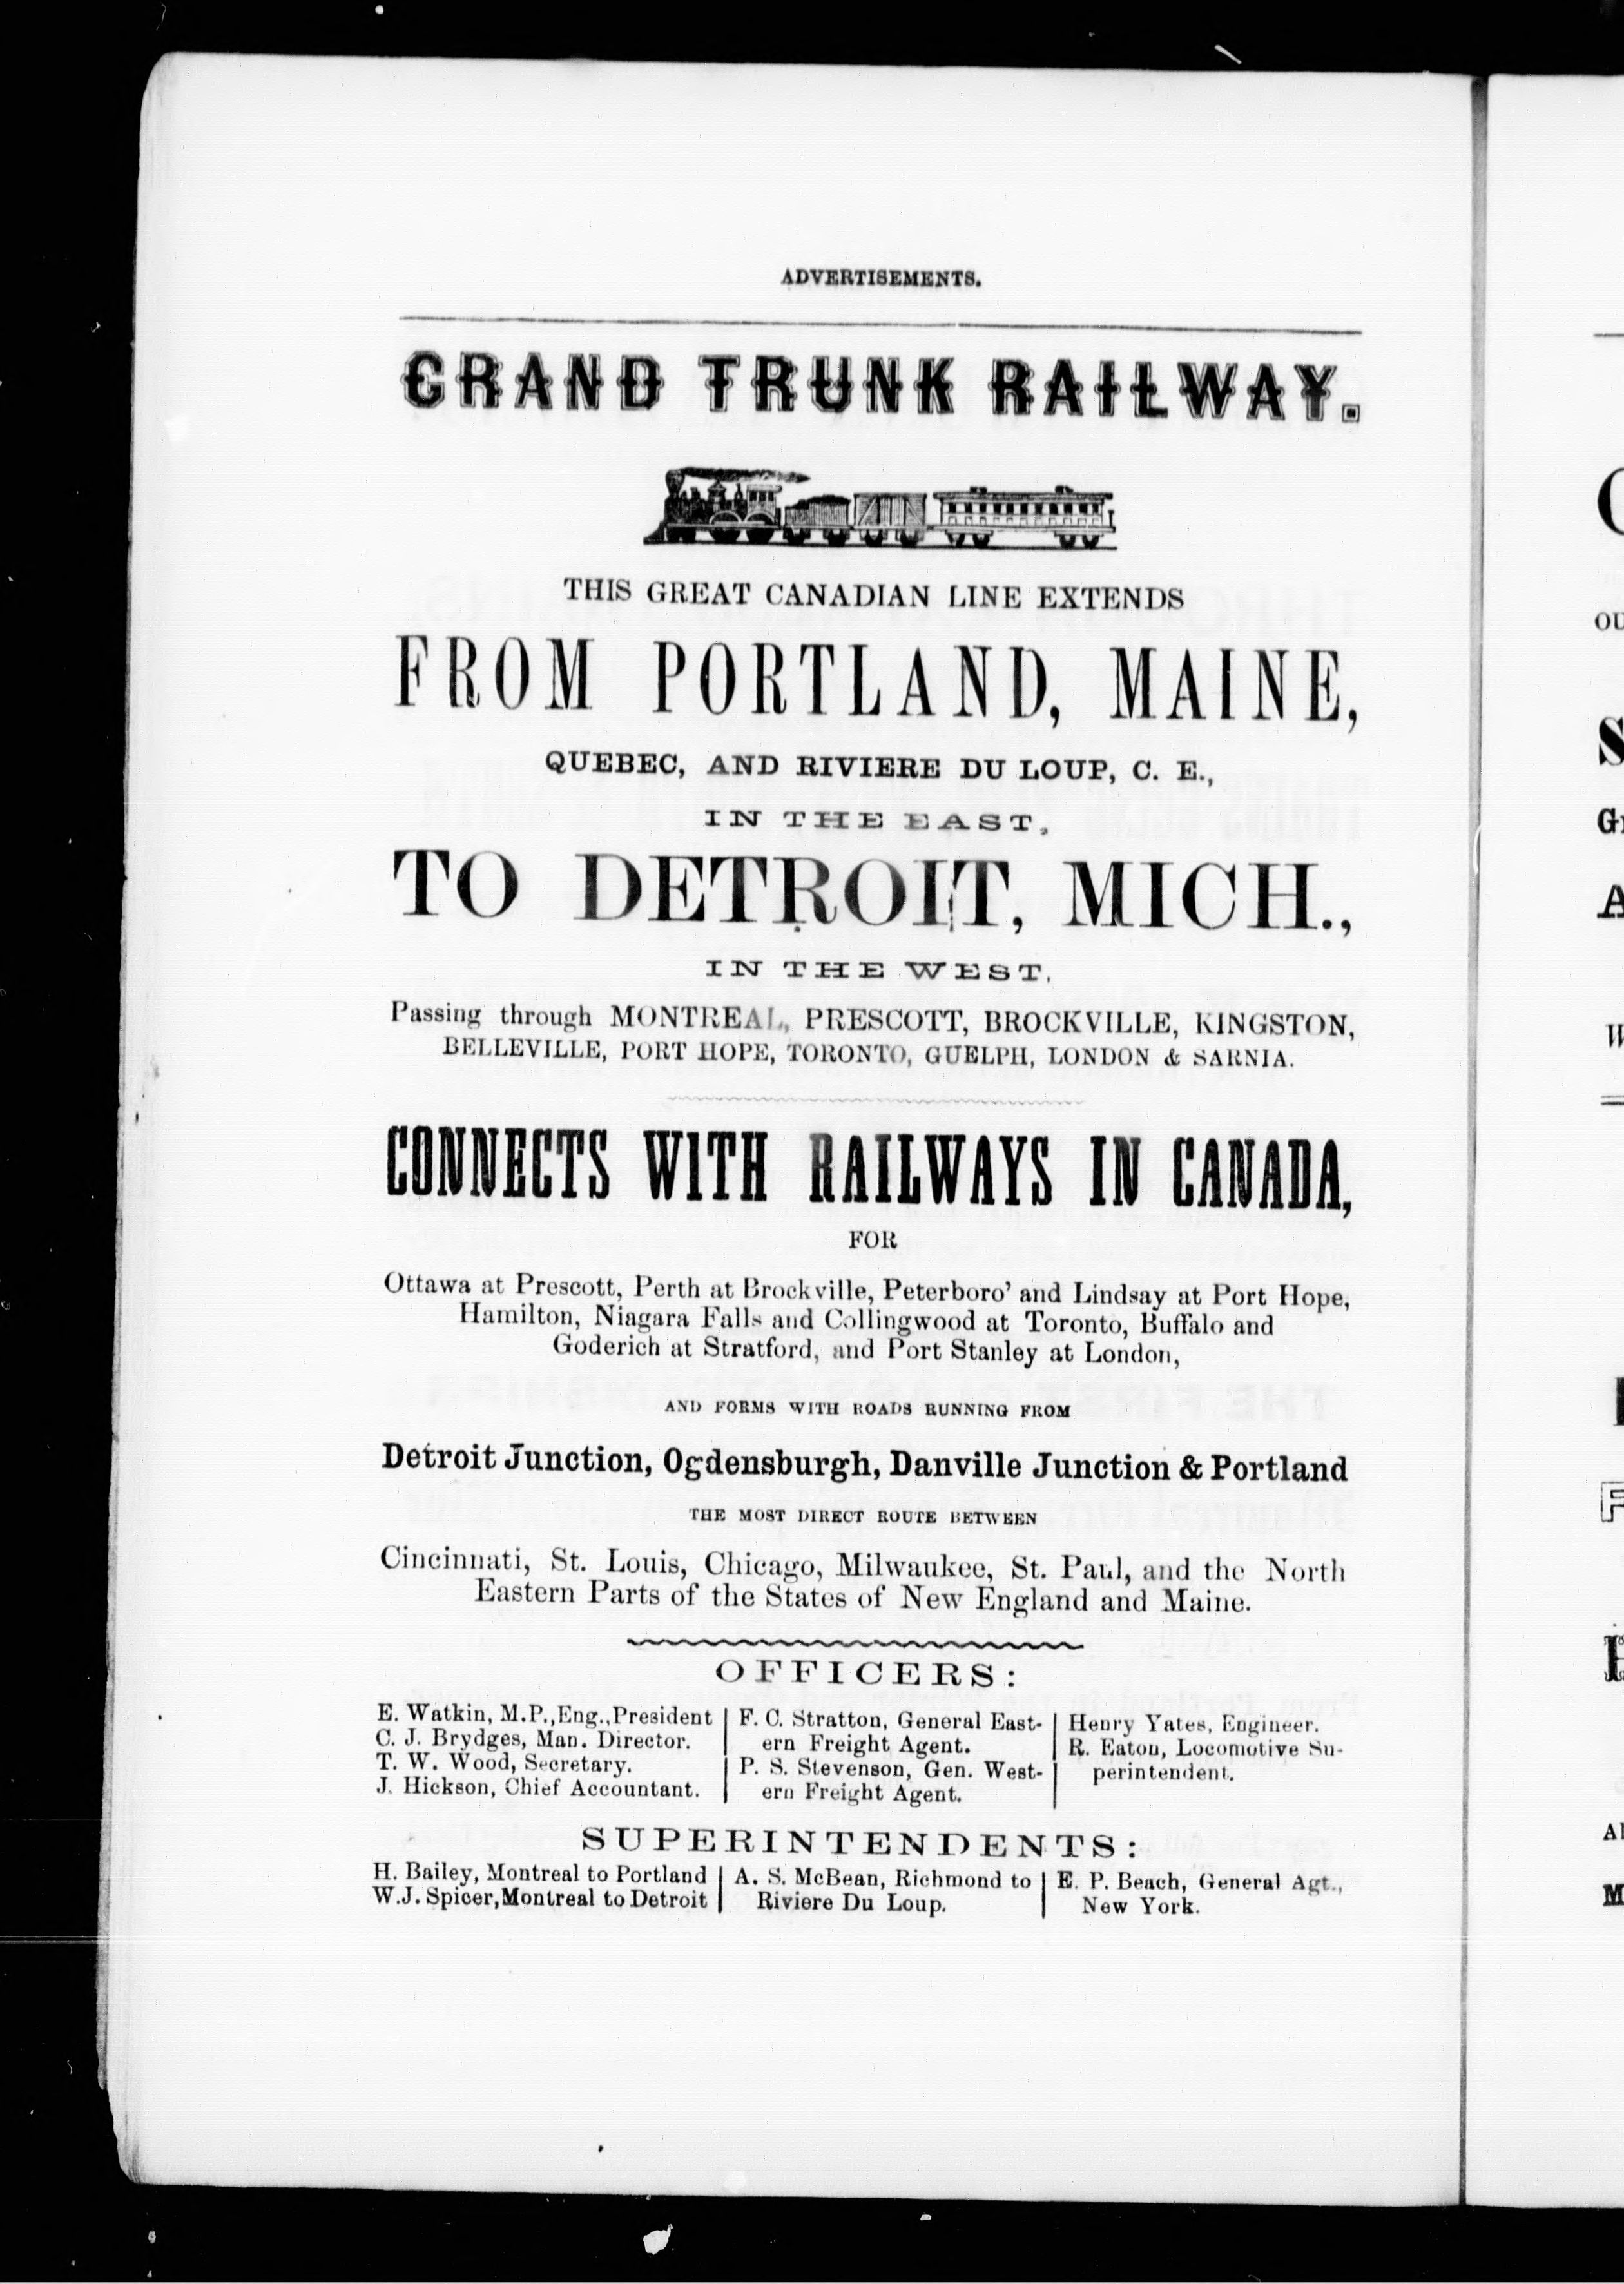 ADVERTISEMENTS.
GRAND TRUNK RAILWAY.
THIS GREAT CANADIAN LINE EXTENDS
FROM PORTLAND, MAINE,
QUEBEC, AND RIVIERE DU LOUP, C. E.,
IN THE EAST,
TO DETROIT, MICH.,
IN THE WEST,
Passing through MONTREAL, PRESCOTT, BROCKVILLE, KINGSTON,
BELLEVILLE, PORT HOPE, TORONTO, GUELPH, LONDON & SARNIA.
CONNECTS WITH RAILWAYS IN CANADA,
FOR
Ottawa at Prescott, Perth at Brockville, Peterboro' and Lindsay at Port Hope,
Hamilton, Niagara Falls and Collingwood at Toronto, Buffalo and
Goderich at Stratford, and Port Stanley at London,
AND FORMS WITH ROADS RUNNING FROM
Detroit Junction, Ogdensburgh, Danville Junction & Portland
THE MOST DIRECT ROUTE BETWEEN
Cincinnati, St. Louis, Chicago, Milwaukee, St. Paul, and the North
Eastern Parts of the States of New England and Maine.
OFFICERS:
E. Watkin, M.P.,Eng.,President
C. J. Brydges, Man. Director.
T. W. Wood, Secretary.
J. Hickson, Chief Accountant.
F. C. Stratton, General East-
ern Freight Agent.
P. S. Stevenson, Gen. West-
ern Freight Agent.
Henry Yates, Engineer.
R. Eaton, Locomotive Su-
perintendent.
SUPERINTENDENTS:
H. Bailey, Montreal to Portland
W.J. Spicer,Montreal to Detroit
A. S. McBean, Richmond to
Riviere Du Loup.
E. P. Beach, General Agt.,
New York.